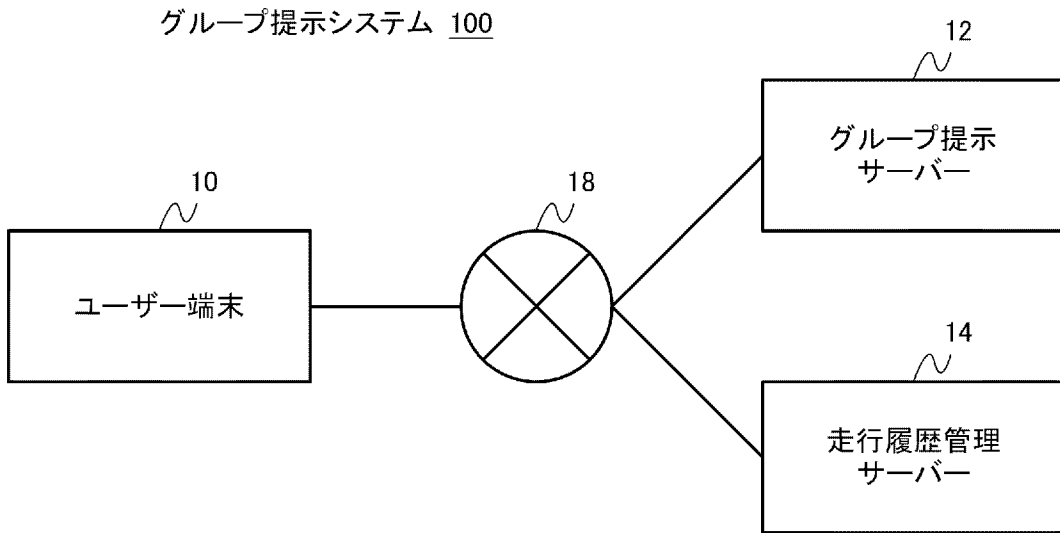 グループ提示システム 100
12
グループ提示
サーバー
10
ユーザー端末
18
14
走行履歴管理
サーバー